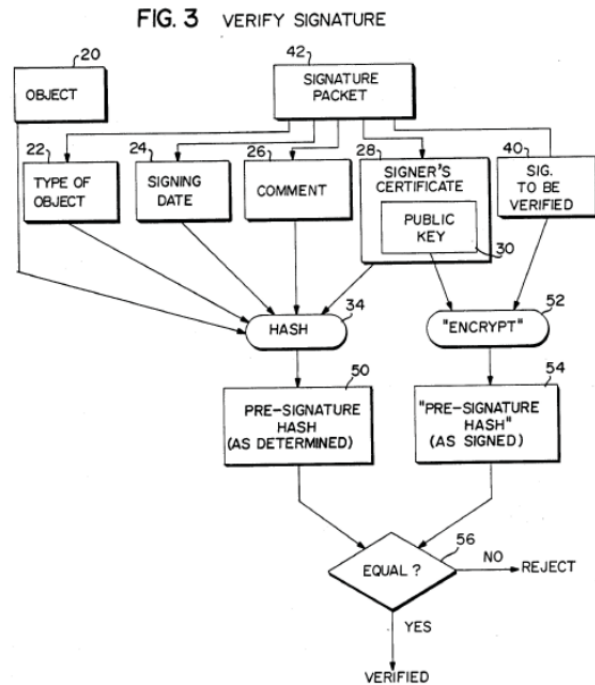 FIG. 3 VERIFY SIGNATURE
20
OBJECT
42
SIGNATURE
PACKET
22
TYPE OF
OBJECT
24
SIGNING
DATE
26
COMMENT
28
SIGNER'S
CERTIFICATE
PUBLIC
KEY
30
40
SIG.
TO BE
VERIFIED
HASH
34
"ENCRYPT"
52
50
PRE-SIGNATURE
HASH
(AS DETERMINED)
54
"PRE-SIGNATURE
HASH"
(AS SIGNED)
EQUAL ?
56
NO
REJECT
YES
VERIFIED